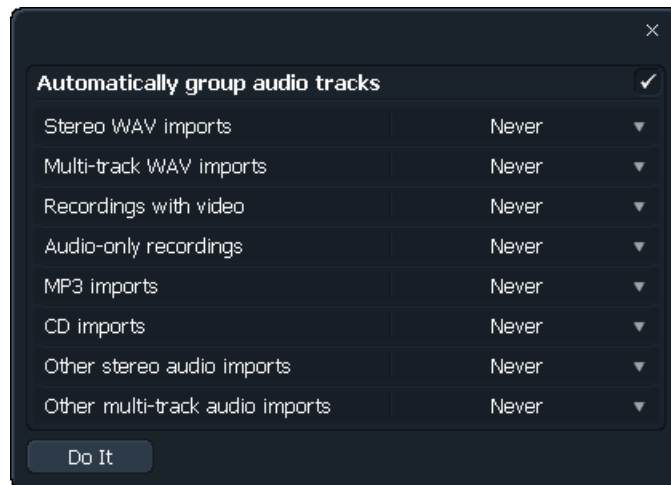 Automatically group audio tracks
Stereo WAV imports Never
Multi-track WAV imports Never
Recordings with video Never
Audio-only recordings Never
MP3 imports Never
CD imports Never
Other stereo audio imports Never
Other multi-track audio imports Never
Do It